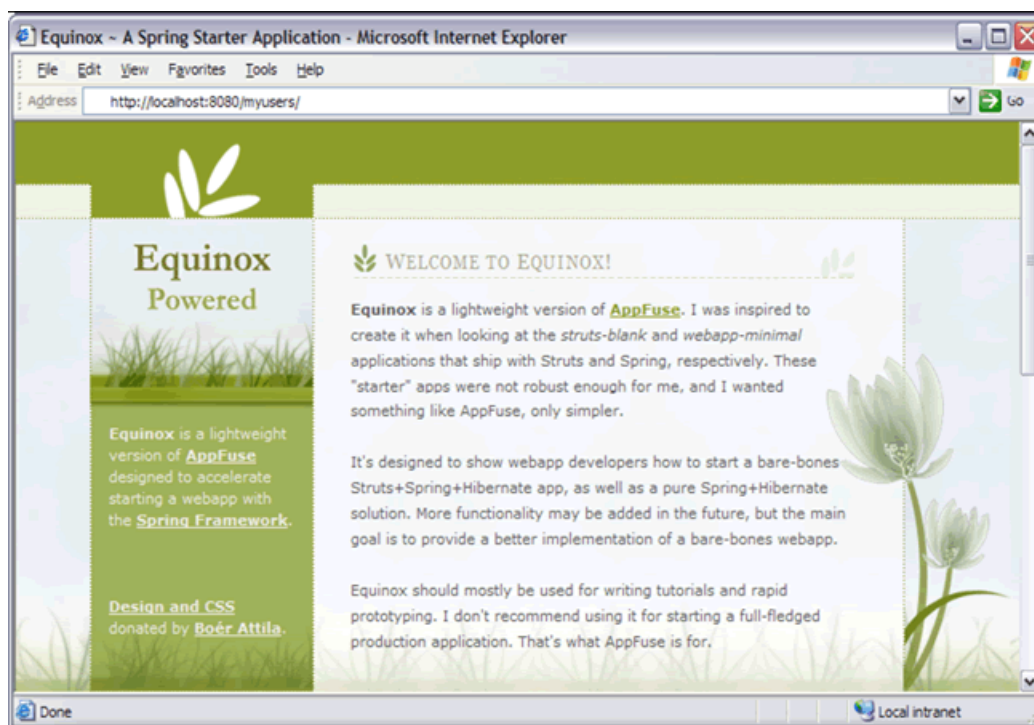 Equinox ~ A Spring Starter Application - Microsoft Internet Explorer
File Edit View Favorites Tools Help
Address http://localhost:8080/myusers/ Go
Equinox
Powered
Equinox is a lightweight
version of AppFuse
designed to accelerate
starting a webapp with
the Spring Framework.
Design and CSS
donated by Boér Attila.
WELCOME TO EQUINOX!
Equinox is a lightweight version of AppFuse. I was inspired to
create it when looking at the struts-blank and webapp-minimal
applications that ship with Struts and Spring, respectively. These
"starter" apps were not robust enough for me, and I wanted
something like AppFuse, only simpler.
It's designed to show webapp developers how to start a bare-bones
Struts+Spring+Hibernate app, as well as a pure Spring+Hibernate
solution. More functionality may be added in the future, but the main
goal is to provide a better implementation of a bare-bones webapp.
Equinox should mostly be used for writing tutorials and rapid
prototyping. I don't recommend using it for starting a full-fledged
production application. That's what AppFuse is for.
Done Local intranet